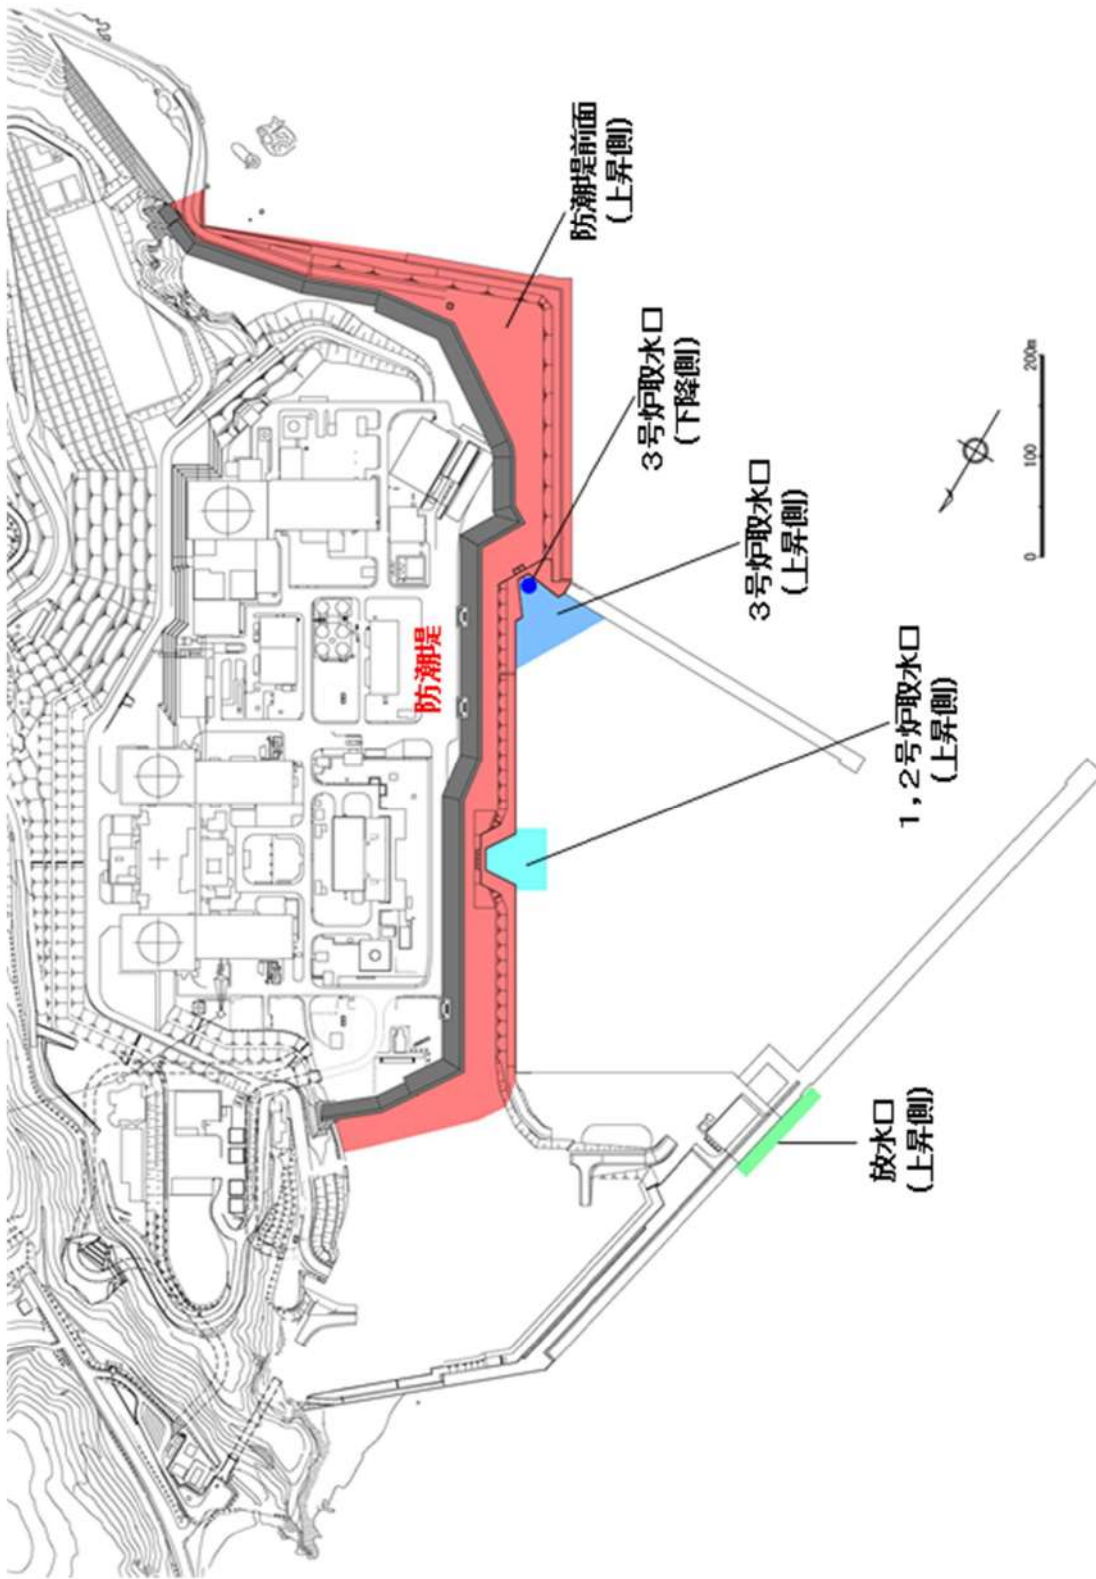 防潮堤前面
(上昇側)
3号炉取水口
(下降側)
3号炉取水口
(上昇側)
1,2号炉取水口
(上昇側)
放水口
(上昇側)
防潮堤
0 100 200m